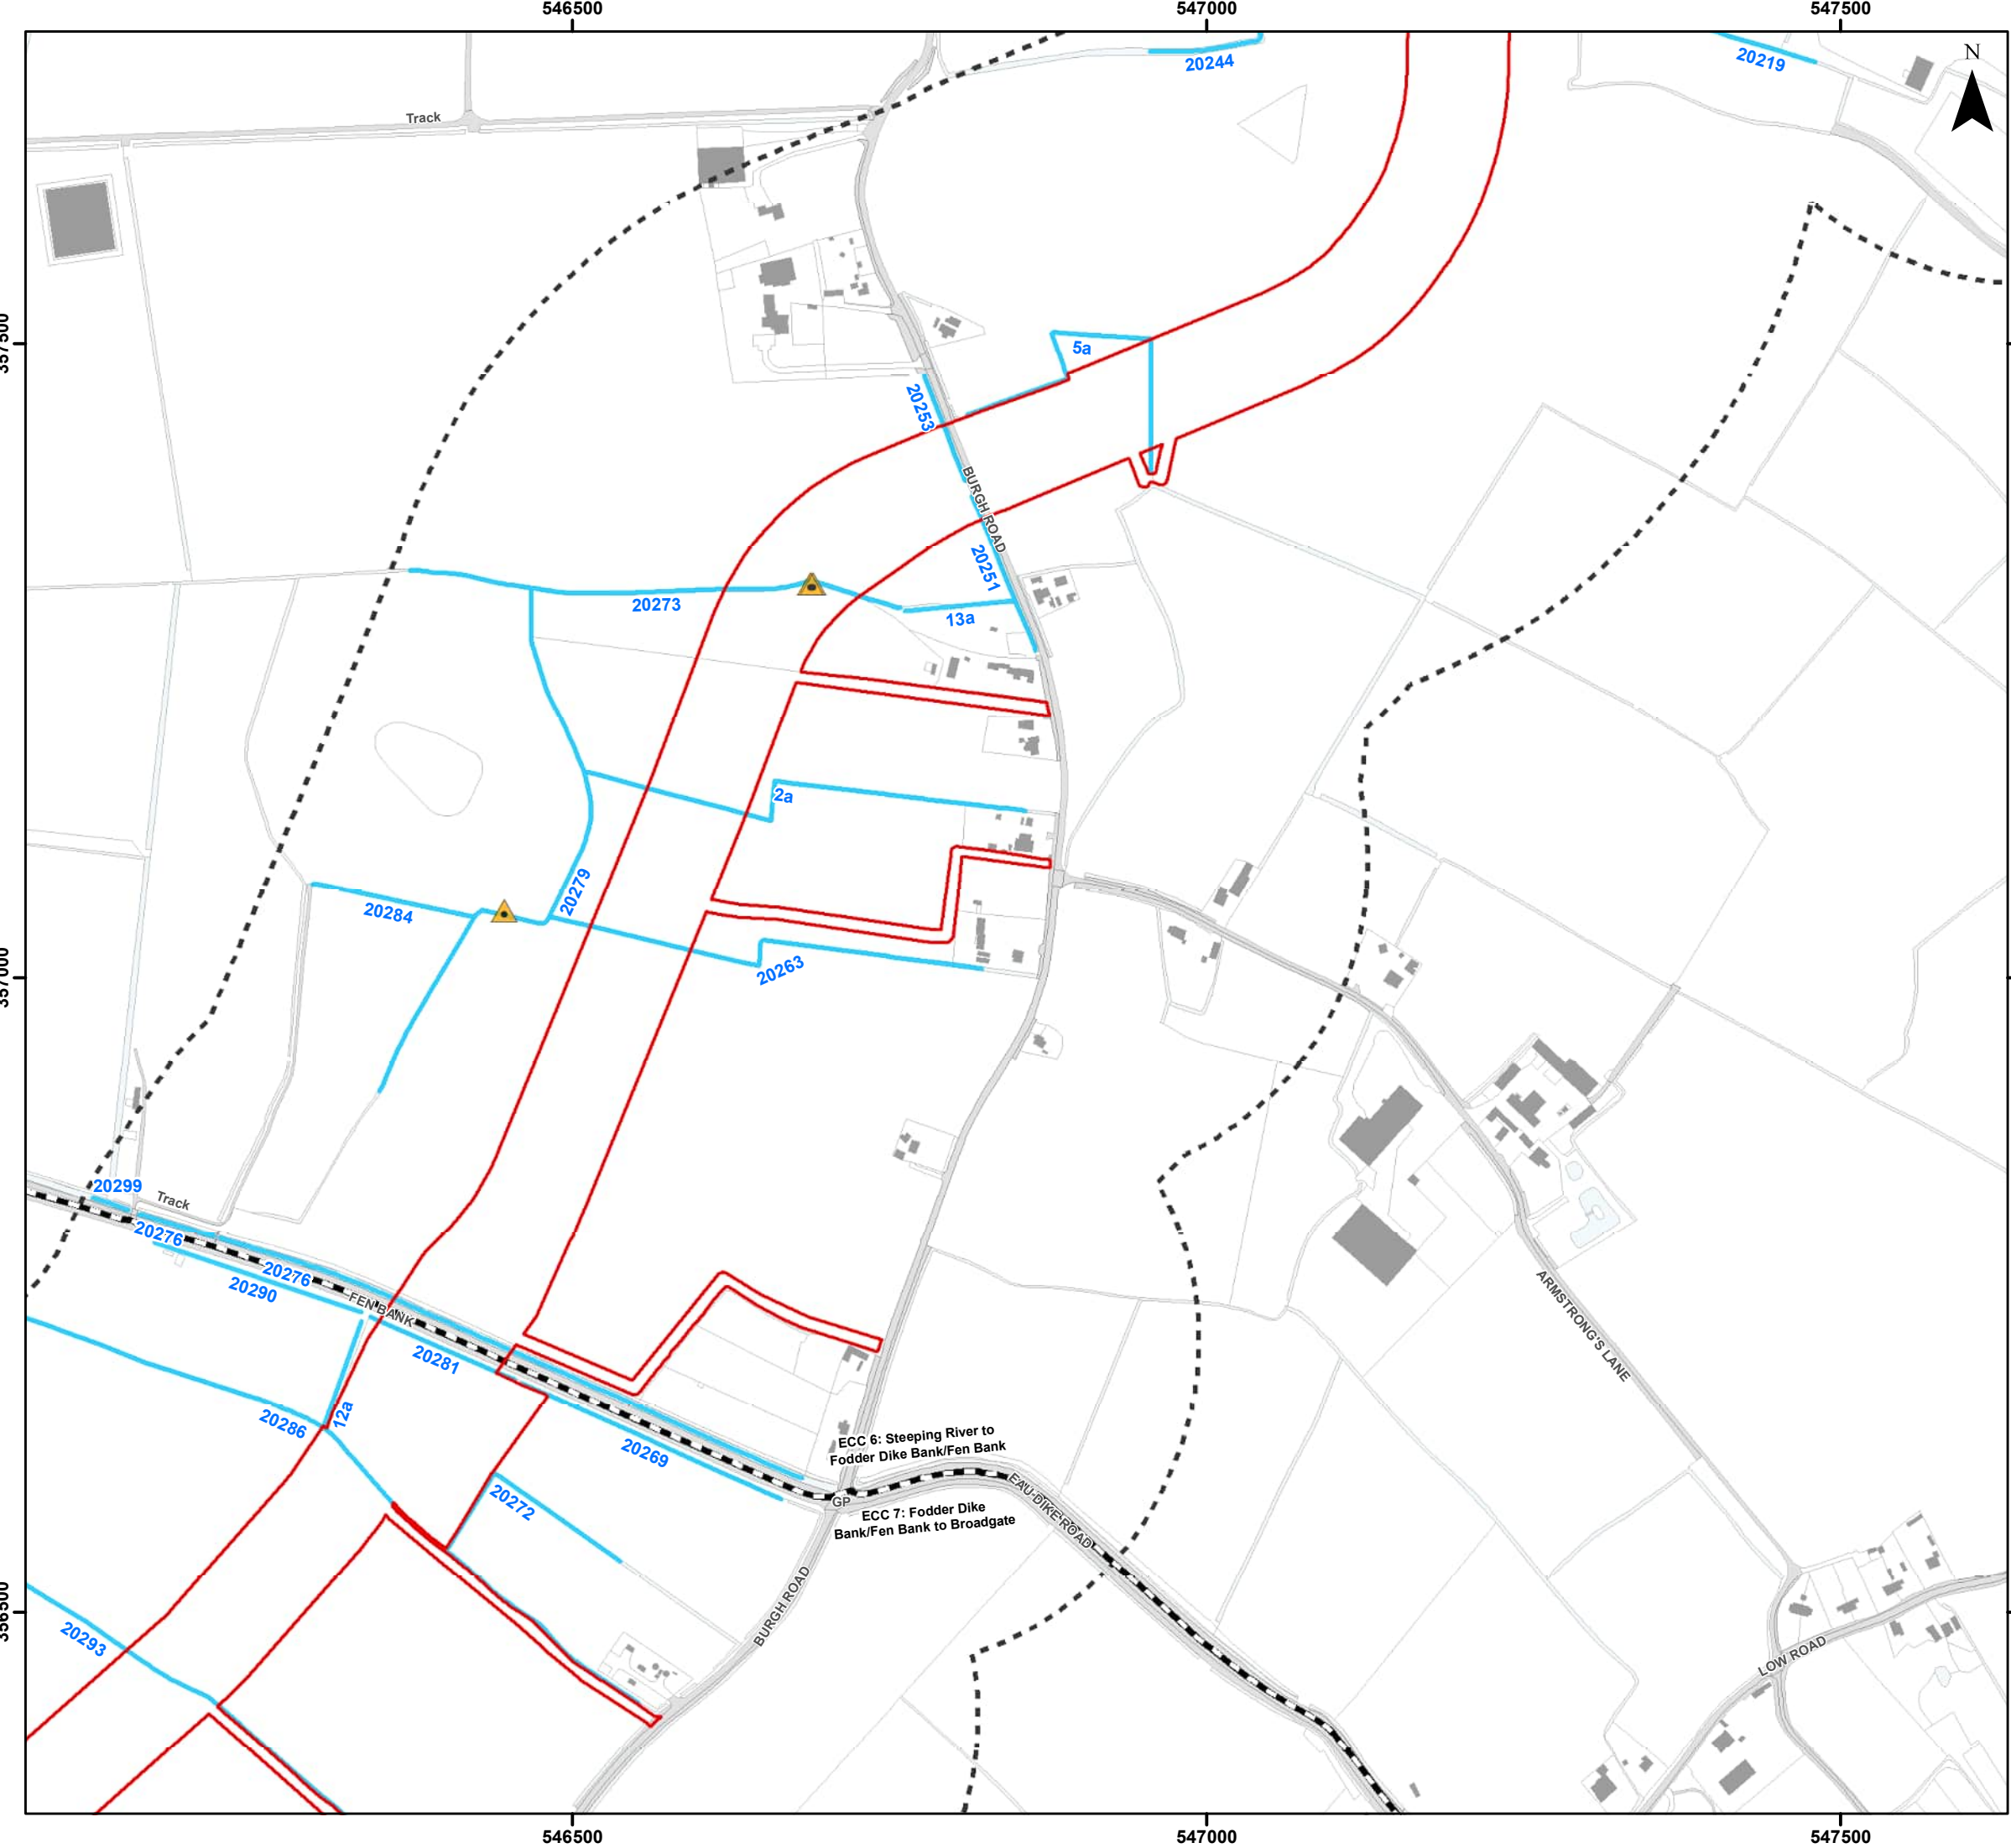 546500
547000
547500
N
20244
20219
Track
357500
5a
20253
BURGH ROAD
20251
20273
13a
2a
20279
20284
20263
357000
20299
Track
20276
20276
20290
FEN BANK
20281
12a
20286
20269
ARMSTRONG'S LANE
ECC 6: Steeping River to
Fodder Dike Bank/Fen Bank
GP
EAU DIKE ROAD
ECC 7: Fodder Dike
Bank/Fen Bank to Broadgate
20272
BURGH ROAD
356500
20293
LOW ROAD
546500
547000
547500